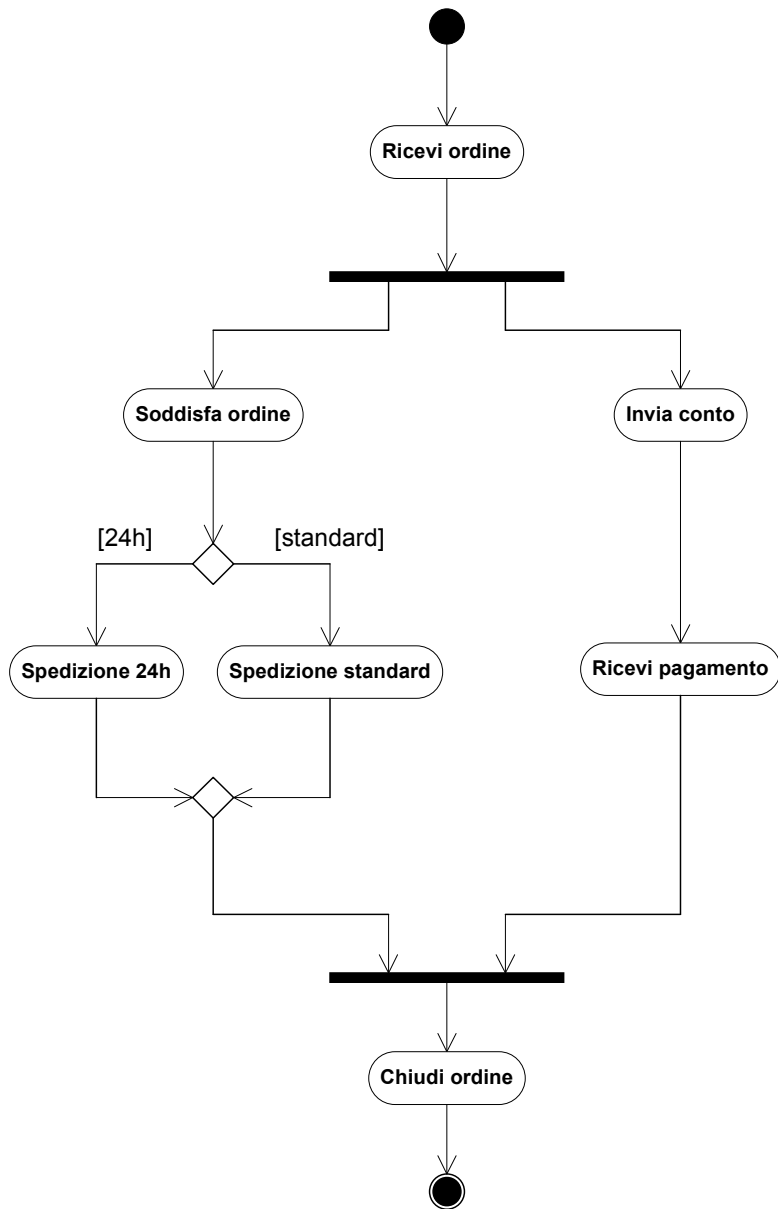 Ricevi ordine
Soddisfa ordine
Invia conto
[24h]
[standard]
Spedizione 24h
Spedizione standard
Ricevi pagamento
Chiudi ordine